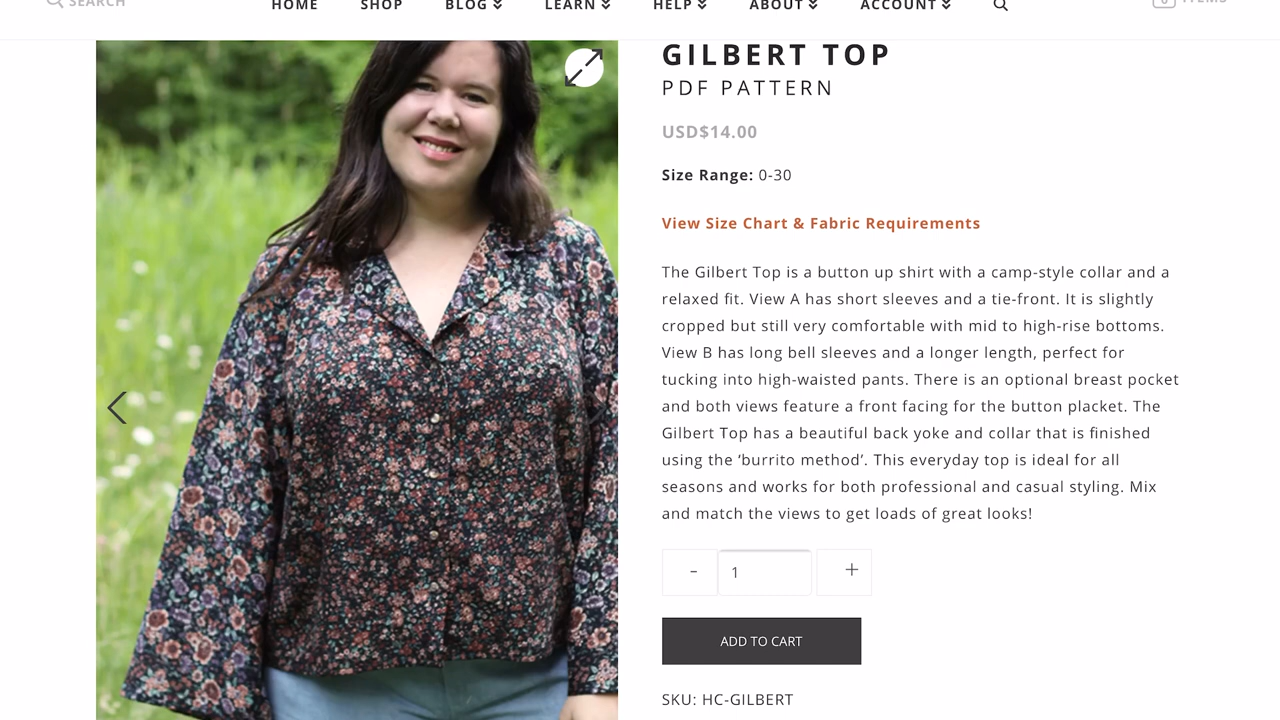 SEARCH
HOME
SHOP
BLOG
LEARN
HELP
ABOUT
ACCOUNT
0 ITEMS
GILBERT TOP
PDF PATTERN
USD$14.00
Size Range: 0-30
View Size Chart & Fabric Requirements
The Gilbert Top is a button up shirt with a camp-style collar and a
relaxed fit. View A has short sleeves and a tie-front. It is slightly
cropped but still very comfortable with mid to high-rise bottoms.
View B has long bell sleeves and a longer length, perfect for
tucking into high-waisted pants. There is an optional breast pocket
and both views feature a front facing for the button placket. The
Gilbert Top has a beautiful back yoke and collar that is finished
using the ‘burrito method’. This everyday top is ideal for all
seasons and works for both professional and casual styling. Mix
and match the views to get loads of great looks!
- 1 +
ADD TO CART
SKU: HC-GILBERT